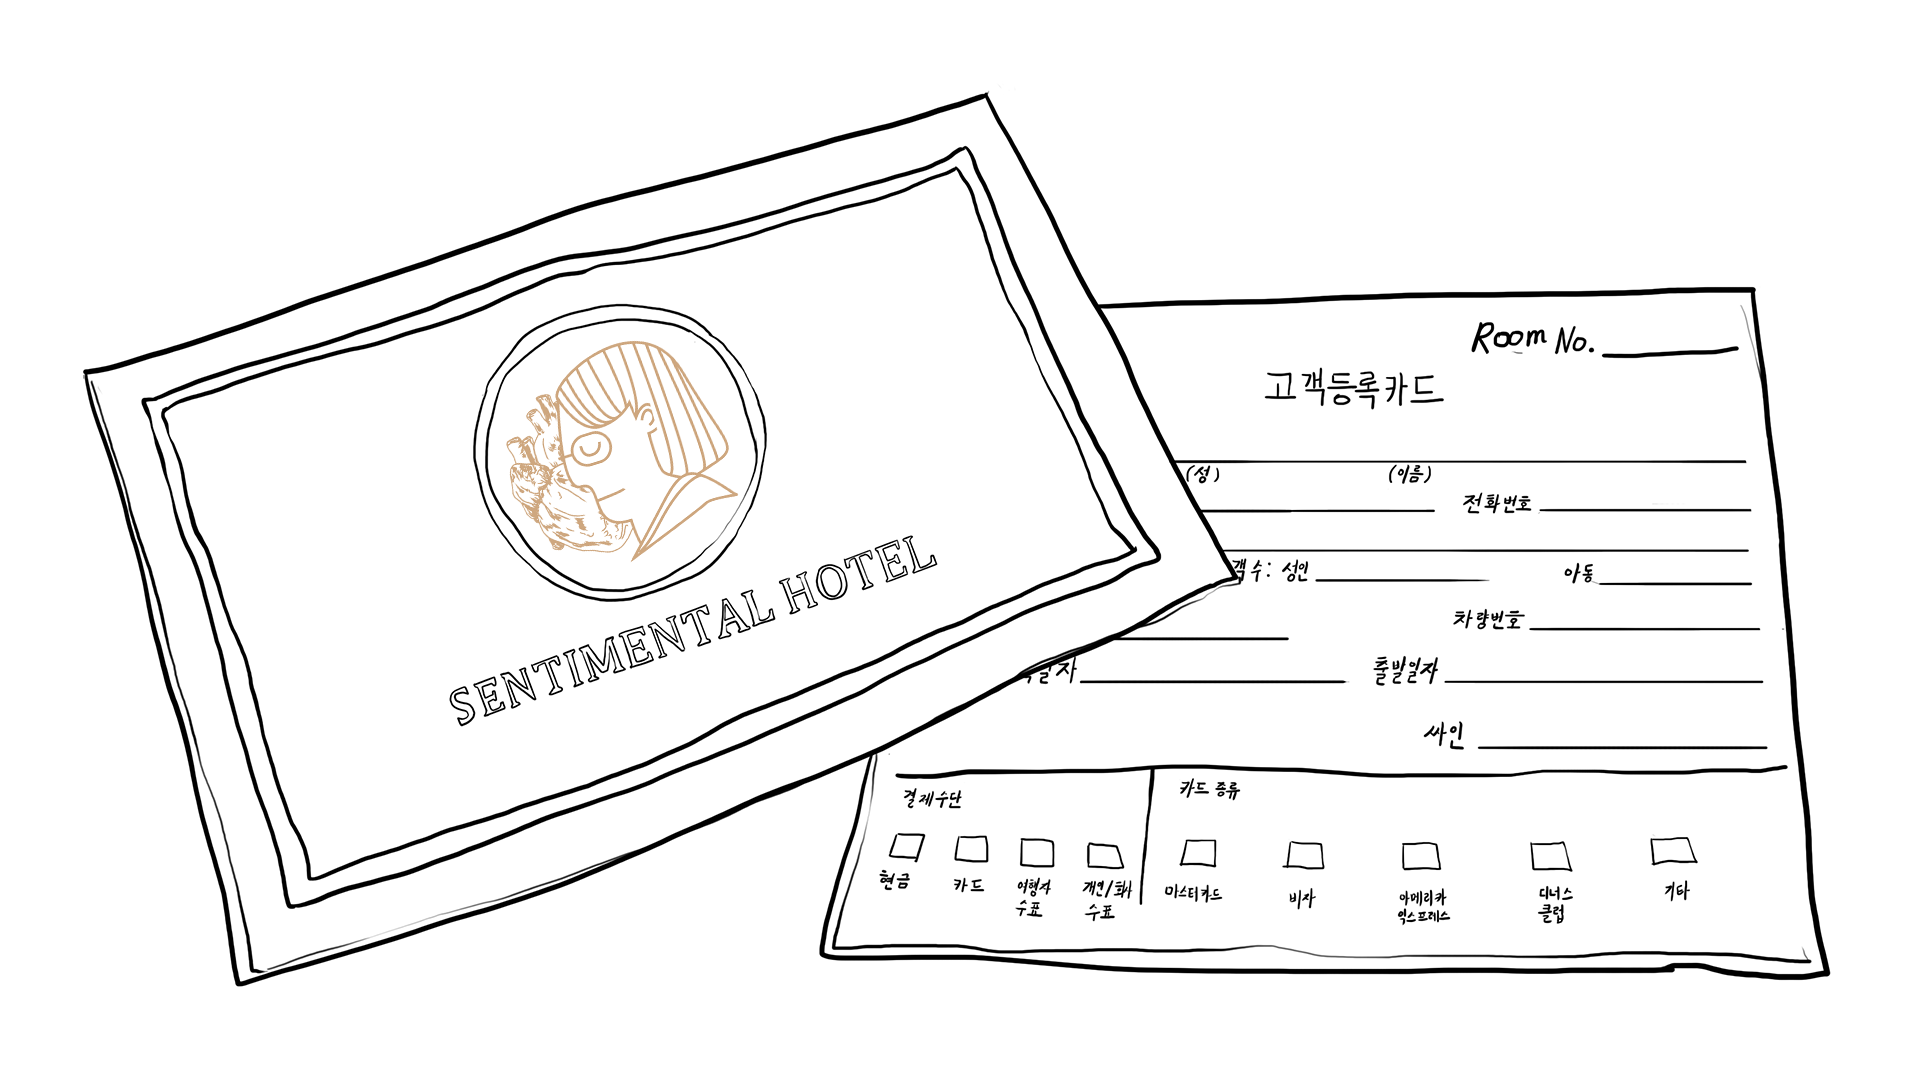 SENTIMENTAL HOTEL
Room No.
고객등록카드
(성) (이름)
전화번호
객 수: 성인 아동
차량번호
일자 출발일자
싸인
결제수단
현금 카드 여행자 수표 개인/회사 수표
카드 종류
마스터카드 비자 아메리카 익스프레스 디너스 클럽 기타